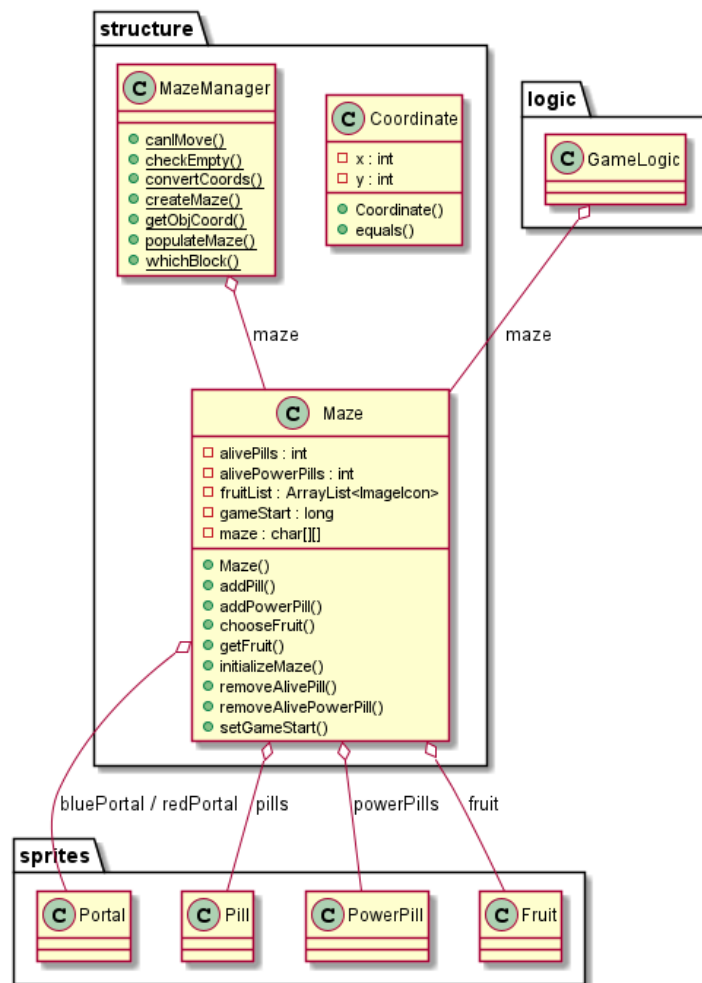 structure
C MazeManager
canIMove()
checkEmpty()
convertCoords()
createMaze()
getObjCoord()
populateMaze()
whichBlock()
C Coordinate
x : int
y : int
Coordinate()
equals()
logic
C GameLogic
maze
maze
C Maze
alivePills : int
alivePowerPills : int
fruitList : ArrayList<ImageIcon>
gameStart : long
maze : char[][]
Maze()
addPill()
addPowerPill()
chooseFruit()
getFruit()
initializeMaze()
removeAlivePill()
removeAlivePowerPill()
setGameStart()
bluePortal / redPortal
pills
powerPills
fruit
sprites
C Portal
C Pill
C PowerPill
C Fruit